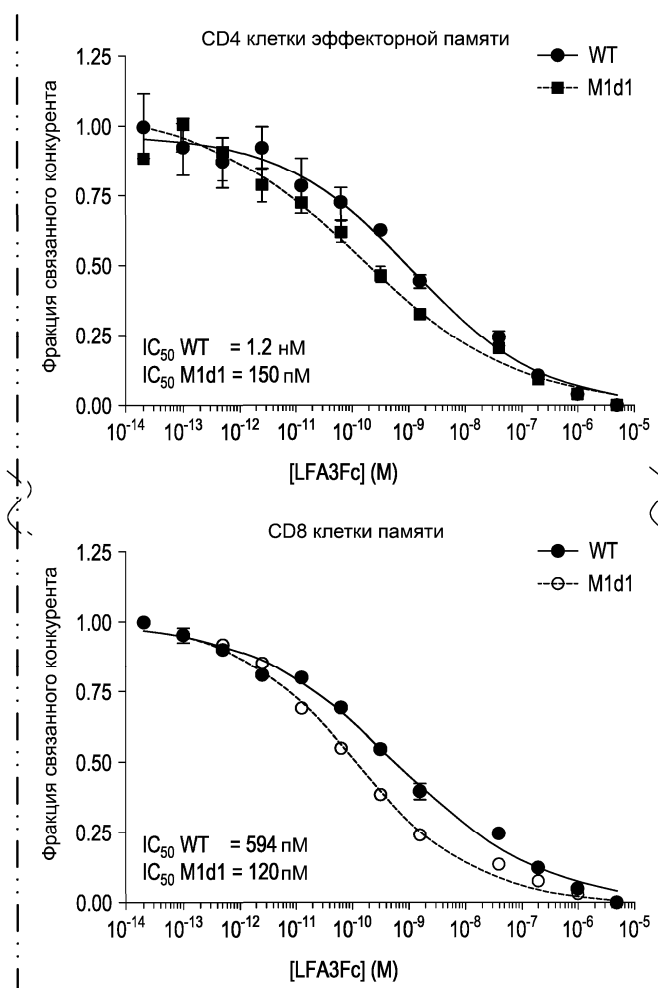 CD4 клетки эффекторной памяти
WT
M1d1
Фракция связанного конкурента
1.25
1.00
0.75
0.50
0.25
0.00
IC50 WT = 1.2 нМ
IC50 M1d1 = 150 пМ
10-14 10-13 10-12 10-11 10-10 10-9 10-8 10-7 10-6 10-5
[LFA3Fc] (M)
CD8 клетки памяти
WT
M1d1
Фракция связанного конкурента
1.25
1.00
0.75
0.50
0.25
0.00
IC50 WT = 594 пМ
IC50 M1d1 = 120 пМ
10-14 10-13 10-12 10-11 10-10 10-9 10-8 10-7 10-6 10-5
[LFA3Fc] (M)